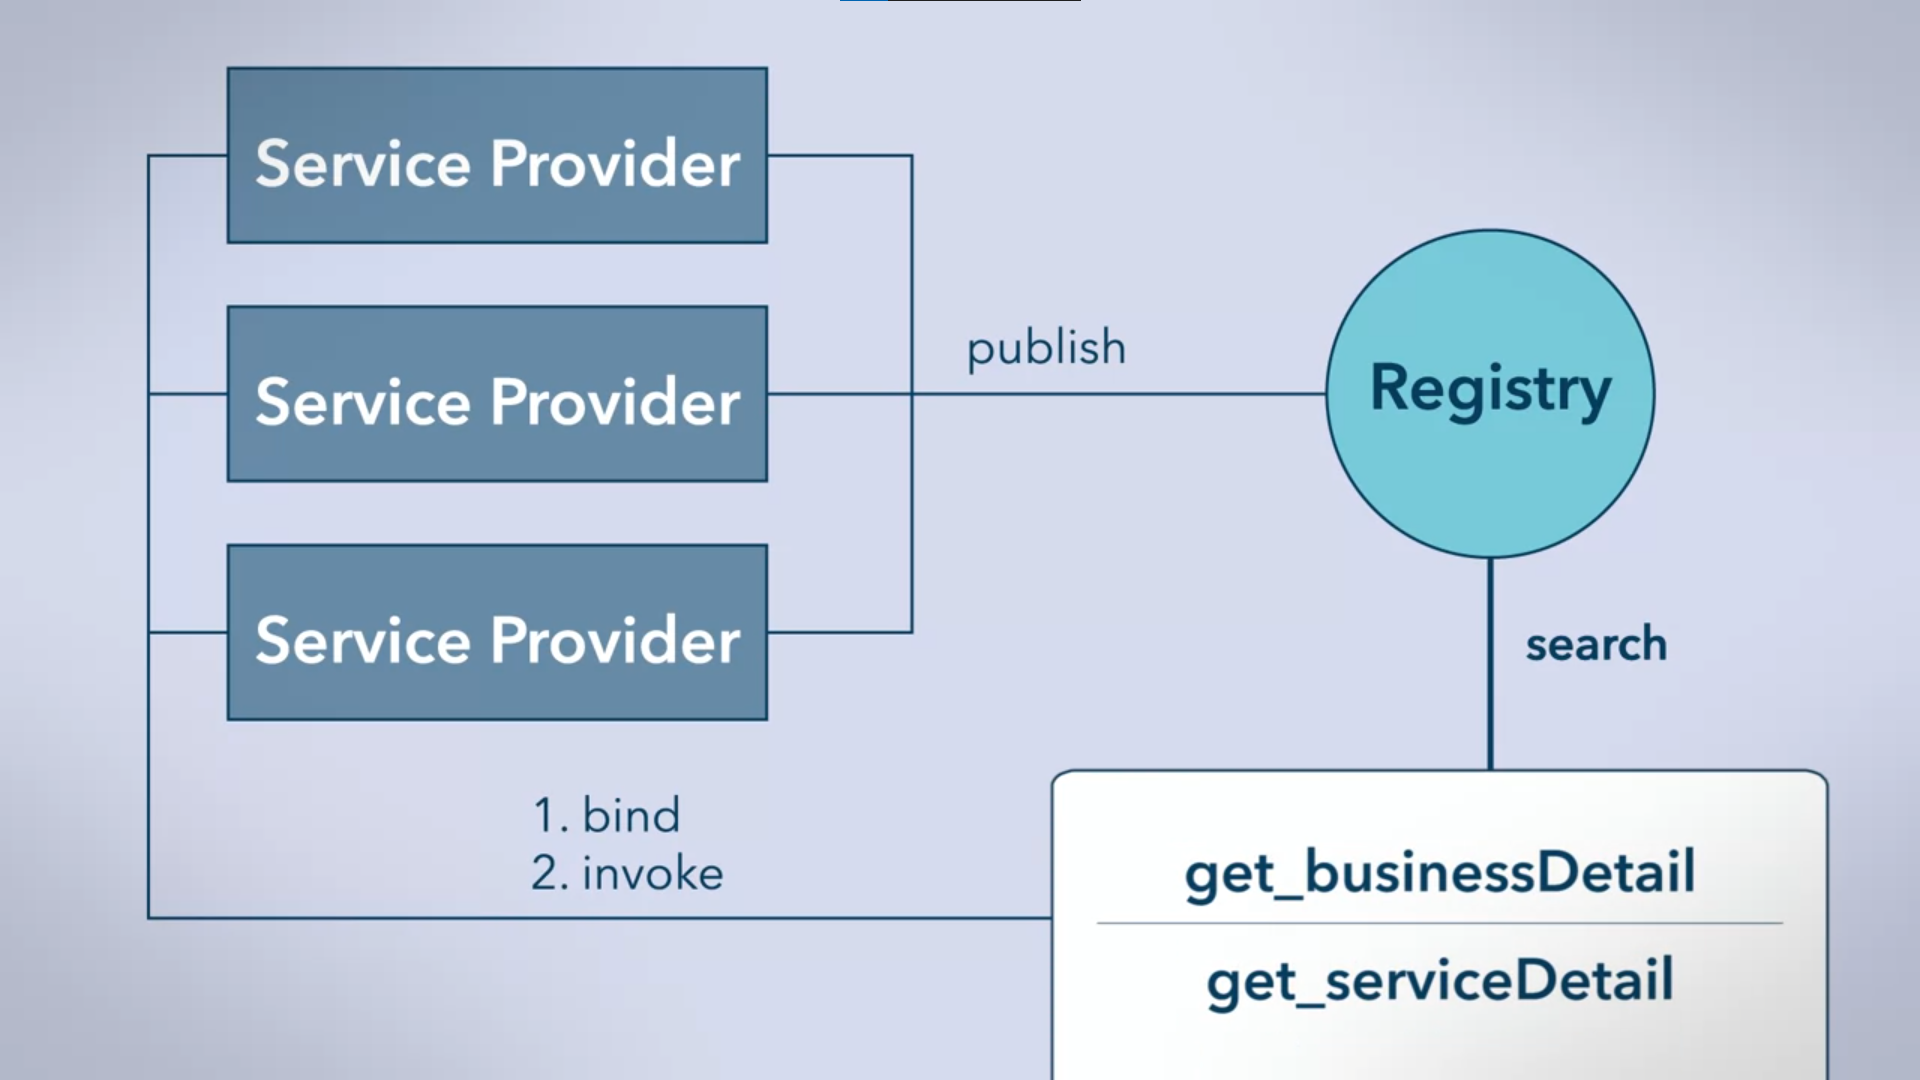 Service Provider
Service Provider
publish
Registry
Service Provider
search
1. bind
2. invoke
get_businessDetail
get_serviceDetail